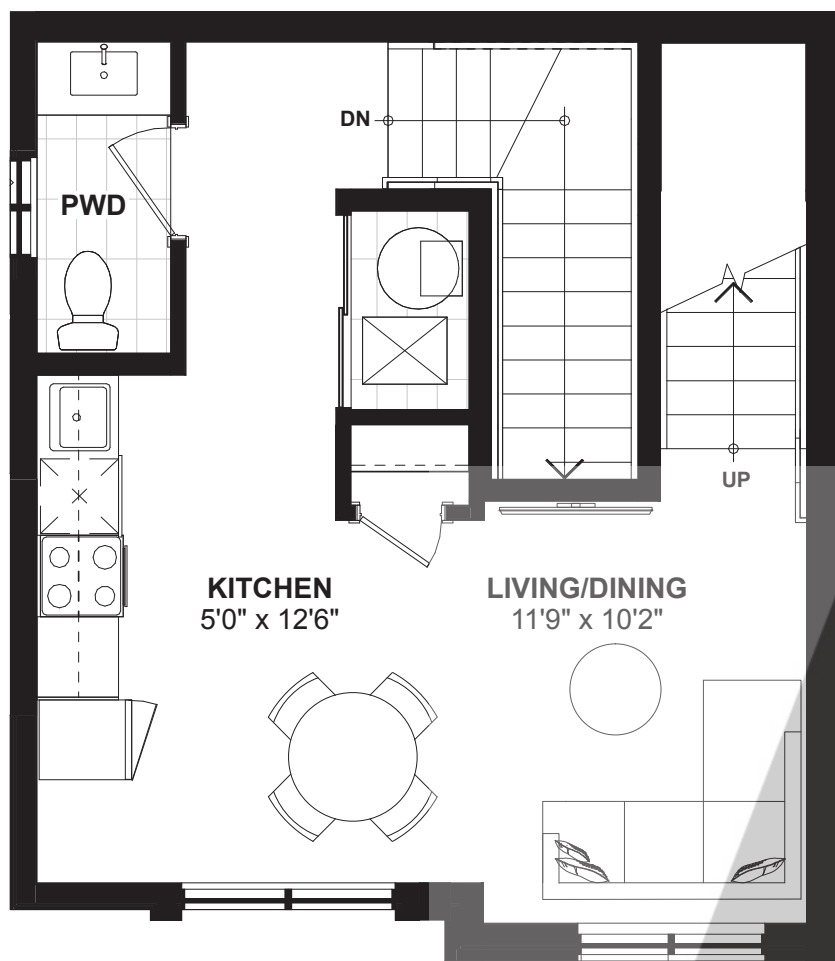 DN
PWD
UP
KITCHEN
5'0" x 12'6"
LIVING/DINING
11'9" x 10'2"